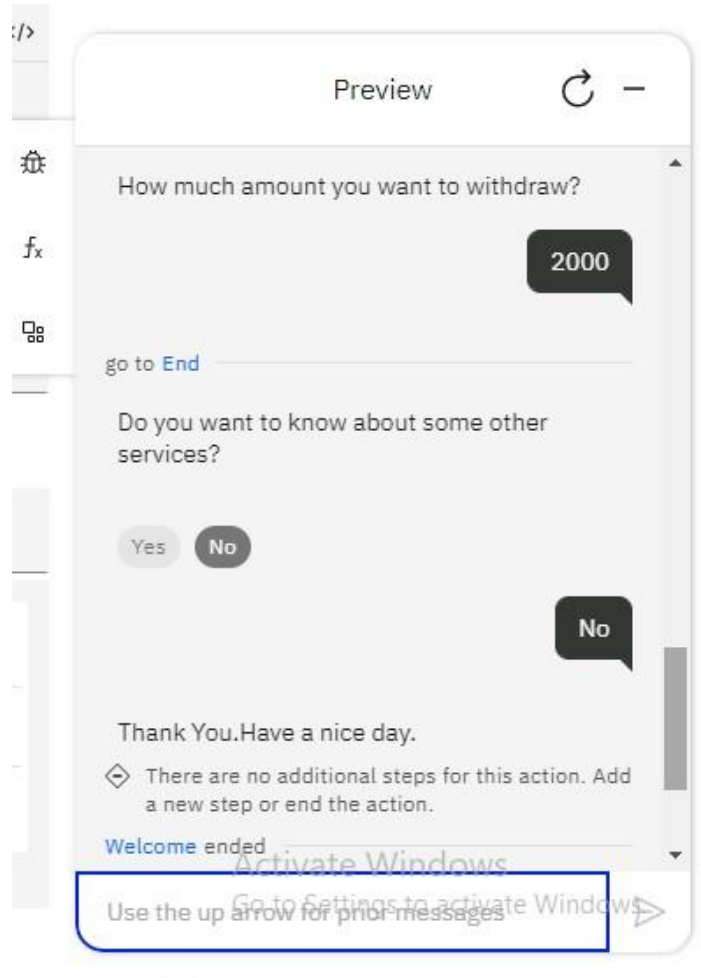 </>
Preview
How much amount you want to withdraw?
fx
2000
go to End
Do you want to know about some other
services?
Yes No
No
Thank You.Have a nice day.
There are no additional steps for this action. Add
a new step or end the action.
Welcome ended
Activate Windows
Use the up arrow for prior messages
Go to Settings to activate Windows.